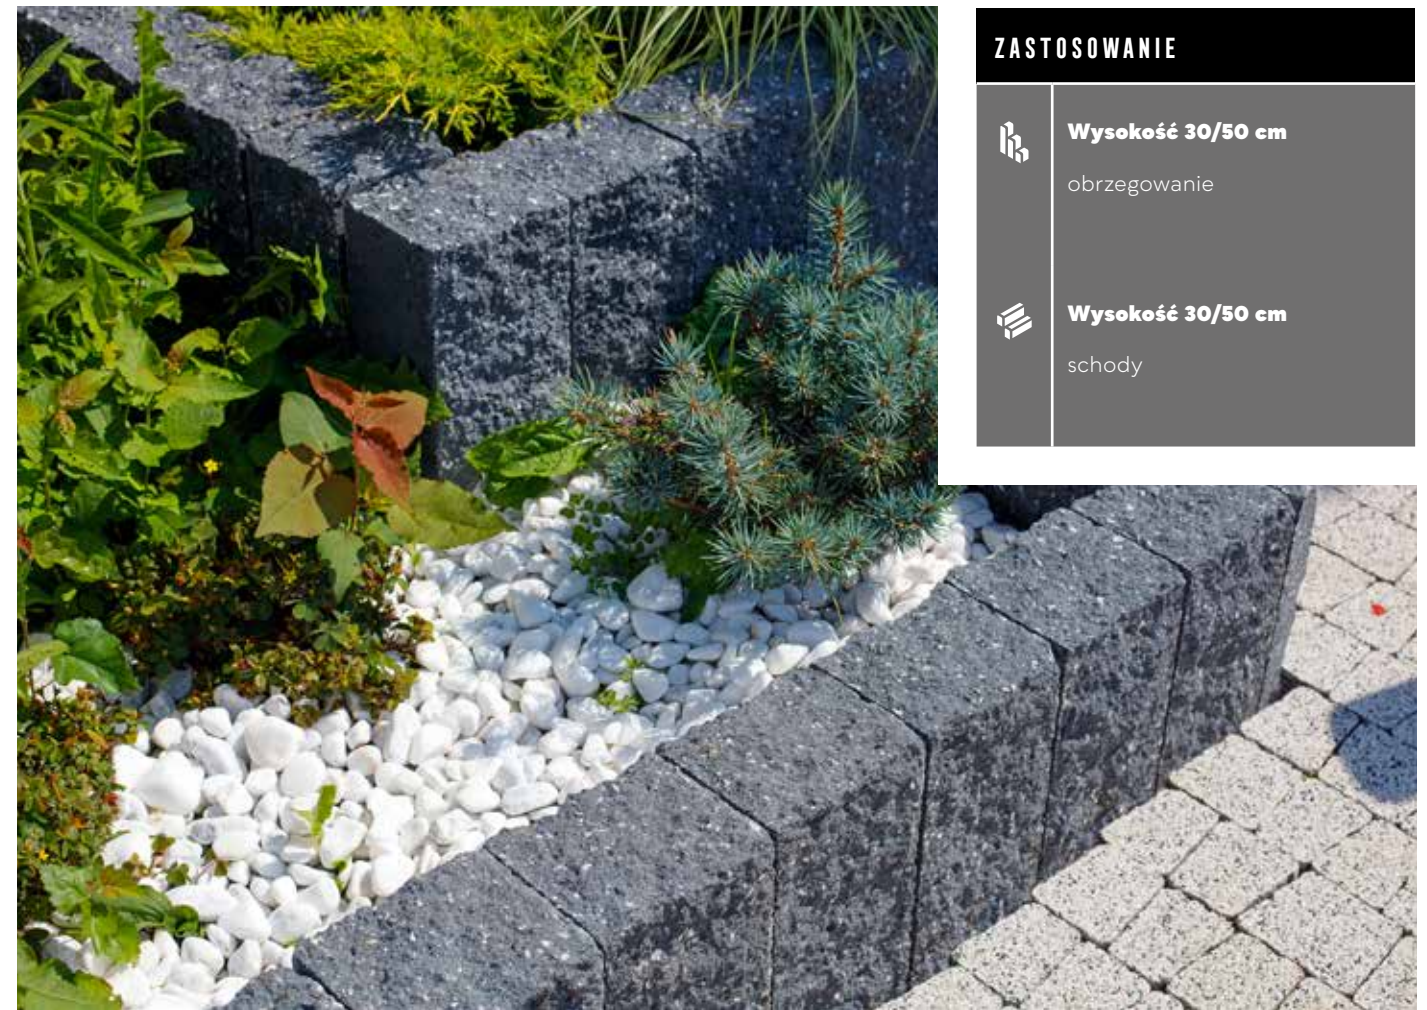 ZASTOSOWANIE
Wysokość 30/50 cm
obrzegowanie
Wysokość 30/50 cm
schody